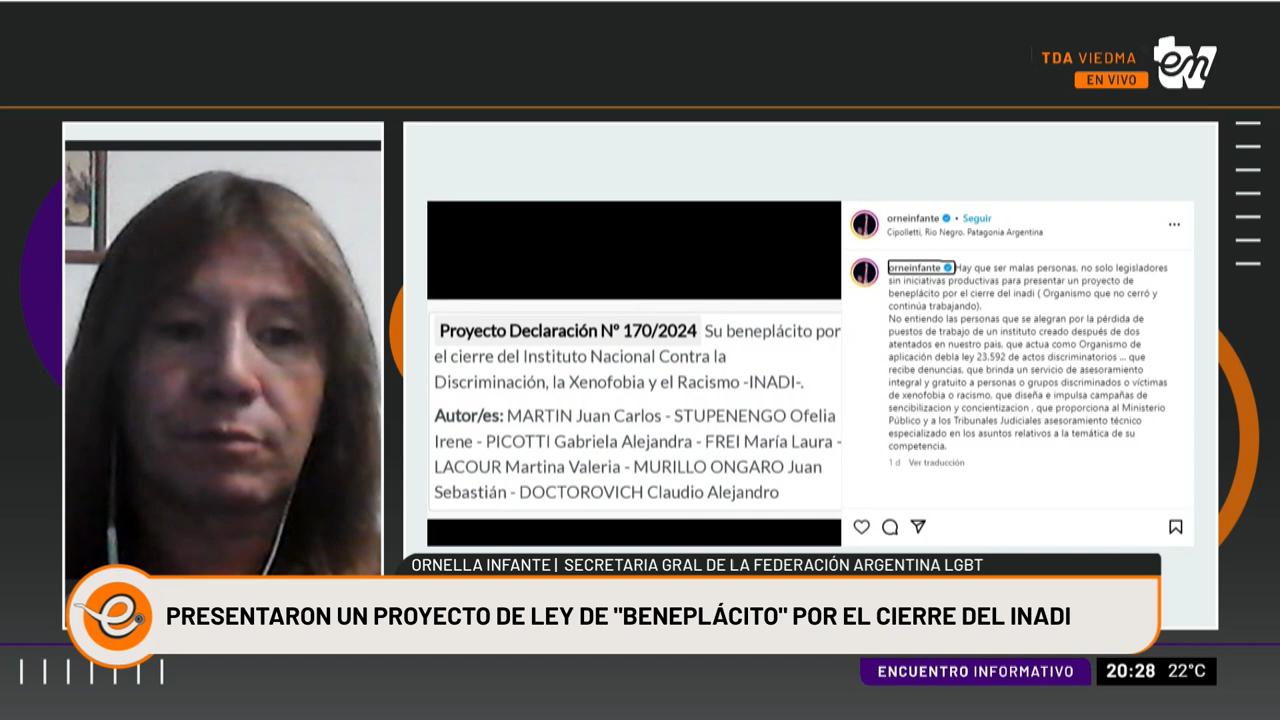 TDA VIEDMA
EN VIVO
tv em
orneinfante • Seguir
Cipolletti, Rio Negro. Patagonia Argentina
orneinfante Hay que ser malas personas, no solo legisladores
sin iniciativas productivas para presentar un proyecto de
beneplácito por el cierre del inadi ( Organismo que no cerró y
continúa trabajando).
No entiendo las personas que se alegran por la pérdida de
puestos de trabajo de un instituto creado después de dos
atentados en nuestro pais, que actua como Organismo de
aplicación debla ley 23.592 de actos discriminatorios ... que
recibe denuncias, que brinda un servicio de asesoramiento
integral y gratuito a personas o grupos discriminados o víctimas
de xenofobia o racismo, que diseña e impulsa campañas de
sencibilización y concientizacion , que proporciona al Ministerio
Público y a los Tribunales Judiciales asesoramiento técnico
especializado en los asuntos relativos a la temática de su
competencia.
1 d Ver traducción
Proyecto Declaración Nº 170/2024 Su beneplácito por
el cierre del Instituto Nacional Contra la
Discriminación, la Xenofobia y el Racismo -INADI-.
Autor/es: MARTIN Juan Carlos - STUPENENGO Ofelia
Irene - PICOTTI Gabriela Alejandra - FREI María Laura -
LACOUR Martina Valeria - MURILLO ONGARO Juan
Sebastián - DOCTOROVICH Claudio Alejandro
ORNELLA INFANTE | SECRETARIA GRAL DE LA FEDERACIÓN ARGENTINA LGBT
e
PRESENTARON UN PROYECTO DE LEY DE "BENEPLÁCITO" POR EL CIERRE DEL INADI
ENCUENTRO INFORMATIVO
20:28 22°C